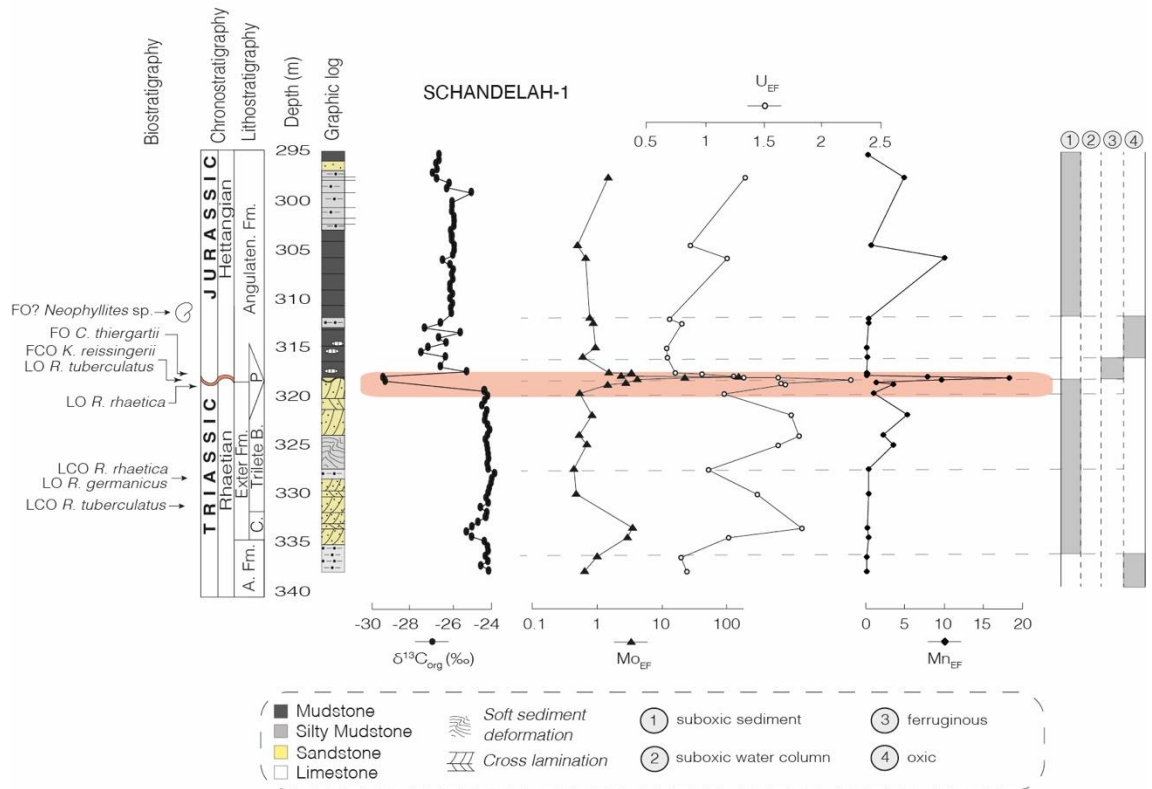 SCHANDELAH-1
Biostratigraphy
Chronostratigraphy
Lithostratigraphy
Depth (m)
Graphic log
U EF
0.5 1 1.5 2 2.5
1 2 3 4
295
300
305
310
315
320
325
330
335
340
JURASSIC
Hettangian
Angulaten. Fm.
TRIASSIC
Rhaetian
Exter Fm.
Trilete B.
P
C.
A. Fm.
FO? Neophyllites sp.
FO C. thiergartii
FCO K. reissingerii
LO R. tuberculatus
LO R. rhaetica
LCO R. rhaetica
LO R. germanicus
LCO R. tuberculatus
-30 -28 -26 -24
δ13Corg (‰)
0.1 1 10 100
MoEF
0 5 10 15 20
MnEF
Mudstone
Silty Mudstone
Sandstone
Limestone
Soft sediment
deformation
Cross lamination
1 suboxic sediment
2 suboxic water column
3 ferruginous
4 oxic